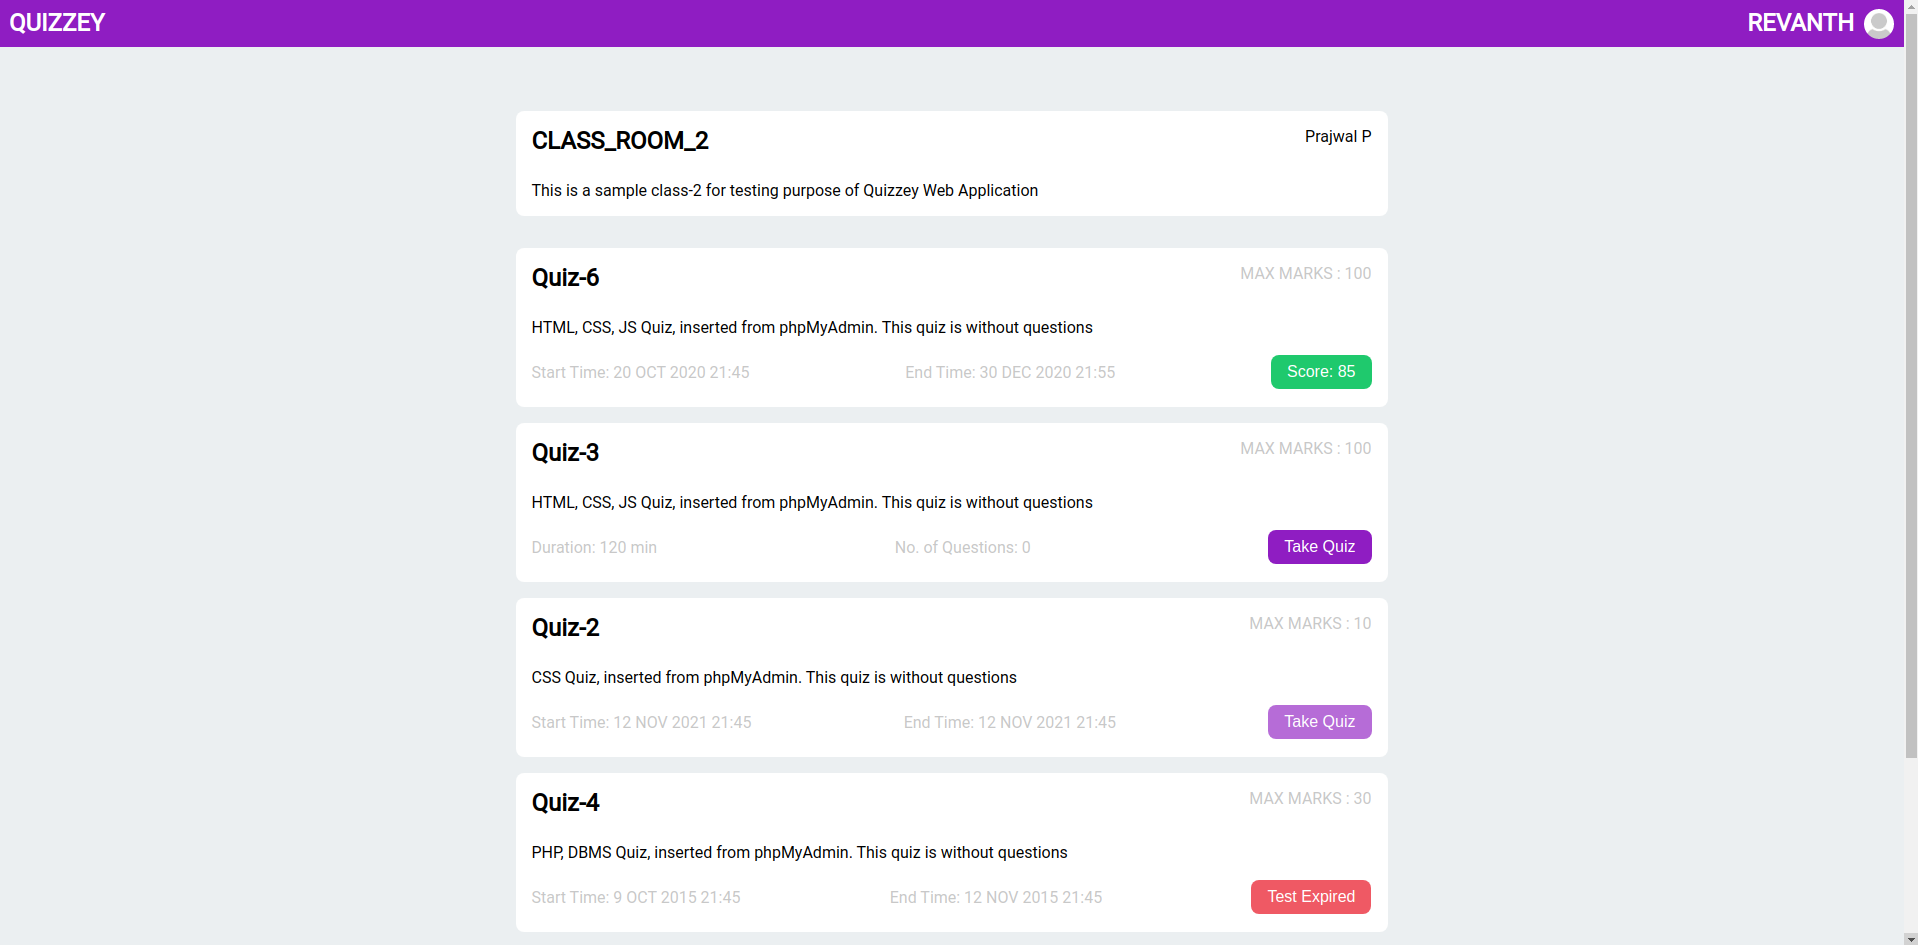 QUIZZEY
REVANTH
CLASS_ROOM_2
Prajwal P
This is a sample class-2 for testing purpose of Quizzey Web Application
Quiz-6
MAX MARKS : 100
HTML, CSS, JS Quiz, inserted from phpMyAdmin. This quiz is without questions
Start Time: 20 OCT 2020 21:45
End Time: 30 DEC 2020 21:55
Score: 85
Quiz-3
MAX MARKS : 100
HTML, CSS, JS Quiz, inserted from phpMyAdmin. This quiz is without questions
Duration: 120 min
No. of Questions: 0
Take Quiz
Quiz-2
MAX MARKS : 10
CSS Quiz, inserted from phpMyAdmin. This quiz is without questions
Start Time: 12 NOV 2021 21:45
End Time: 12 NOV 2021 21:45
Take Quiz
Quiz-4
MAX MARKS : 30
PHP, DBMS Quiz, inserted from phpMyAdmin. This quiz is without questions
Start Time: 9 OCT 2015 21:45
End Time: 12 NOV 2015 21:45
Test Expired